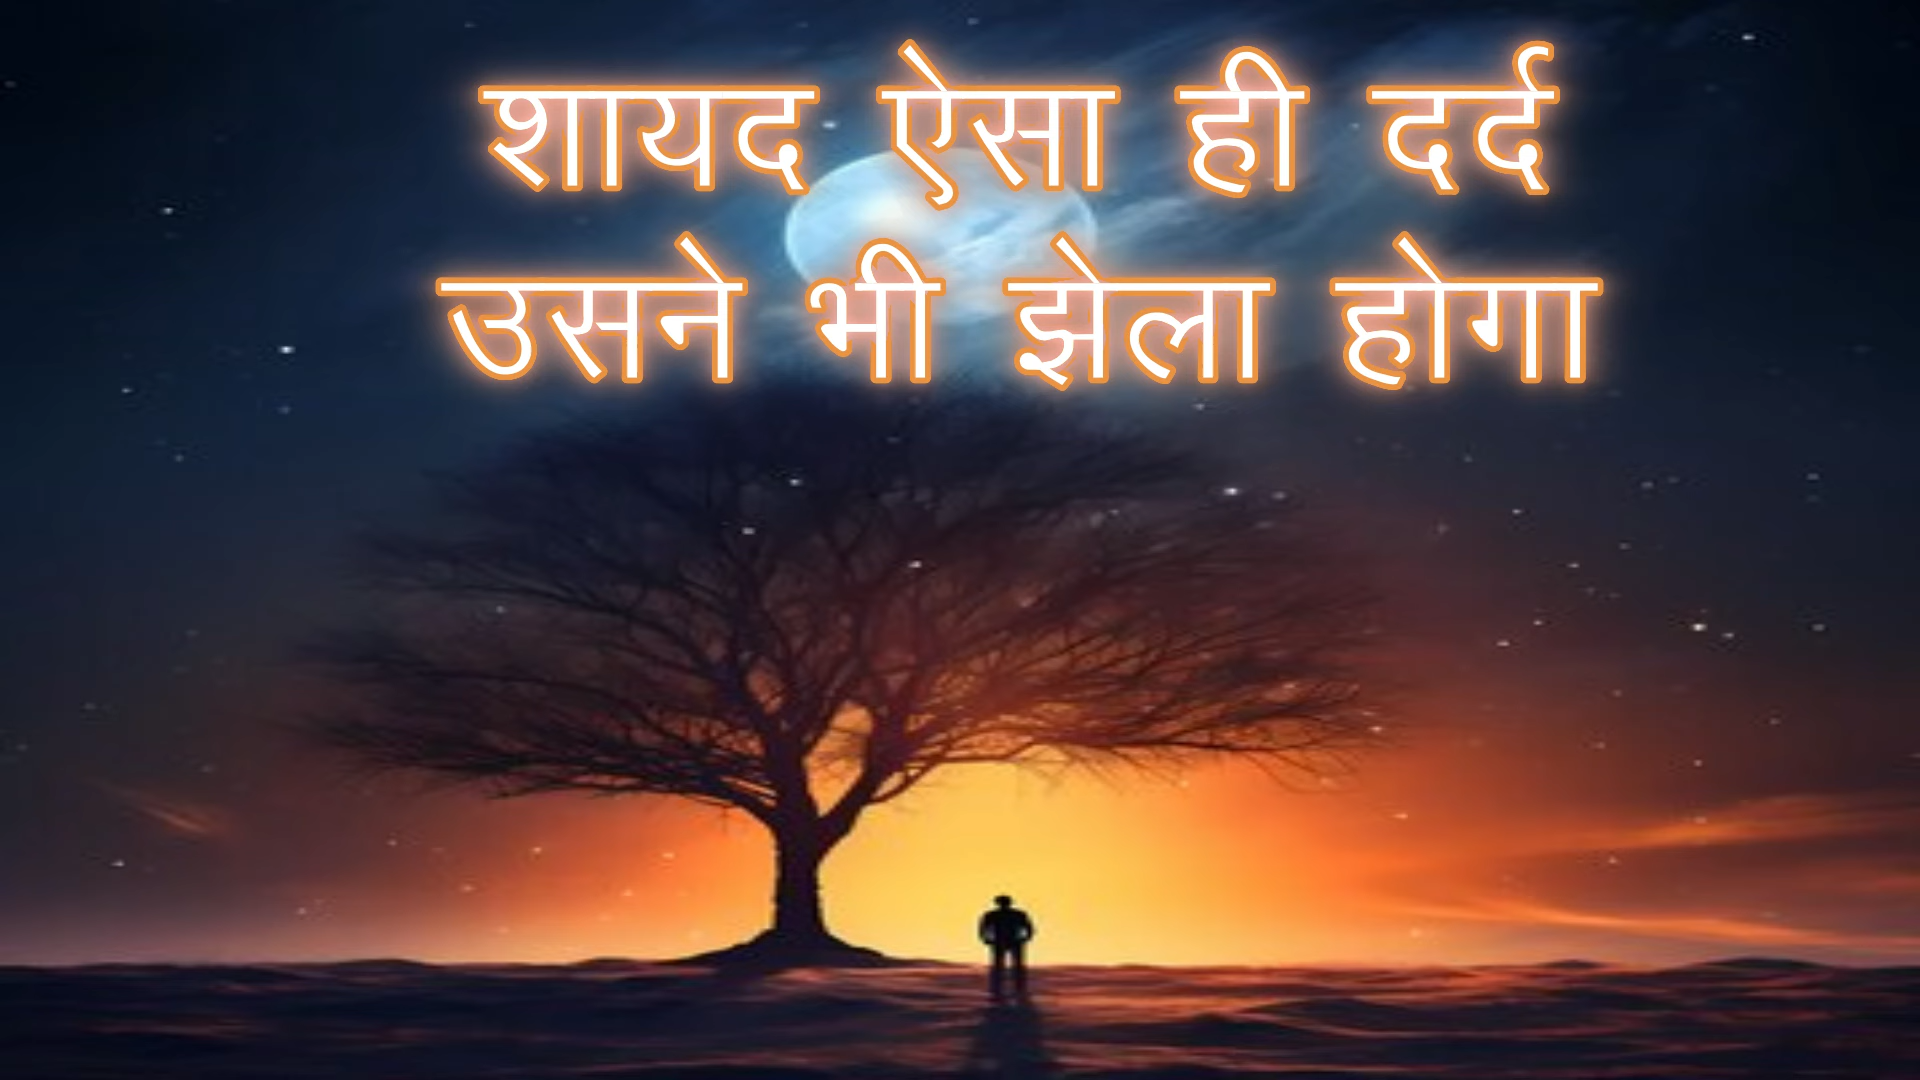 शायद ऐसा ही दर्द
उसने भी झेला होगा